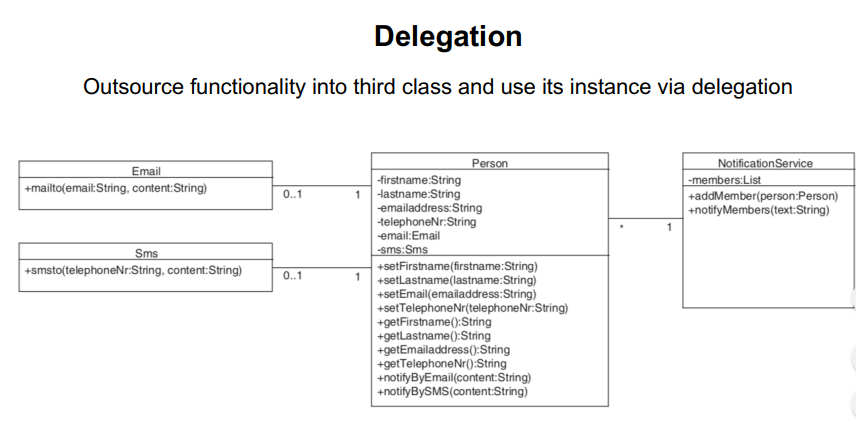 Delegation
Outsource functionality into third class and use its instance via delegation
Email
+mailto(email:String, content:String)
0..1
1
Sms
+smsto(telephoneNr:String, content:String)
0..1
1
Person
-firstname:String
-lastname:String
-emailaddress:String
-telephoneNr:String
-email:Email
-sms:Sms
+setFirstname(firstname:String)
+setLastname(lastname:String)
+setEmail(emailaddress:String)
+setTelephoneNr(telephoneNr:String)
+getFirstname():String
+getLastname():String
+getEmailaddress():String
+getTelephoneNr():String
+notifyByEmail(content:String)
+notifyBySMS(content:String)
*
1
NotificationService
-members:List
+addMember(person:Person)
+notifyMembers(text:String)